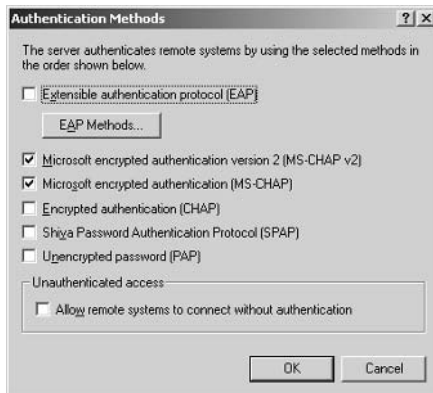 Authentication Methods
The server authenticates remote systems by using the selected methods in
the order shown below.
Extensible authentication protocol (EAP)
EAP Methods...
Microsoft encrypted authentication version 2 (MS-CHAP v2)
Microsoft encrypted authentication (MS-CHAP)
Encrypted authentication (CHAP)
Shiva Password Authentication Protocol (SPAP)
Unencrypted password (PAP)
Unauthenticated access
Allow remote systems to connect without authentication
OK
Cancel